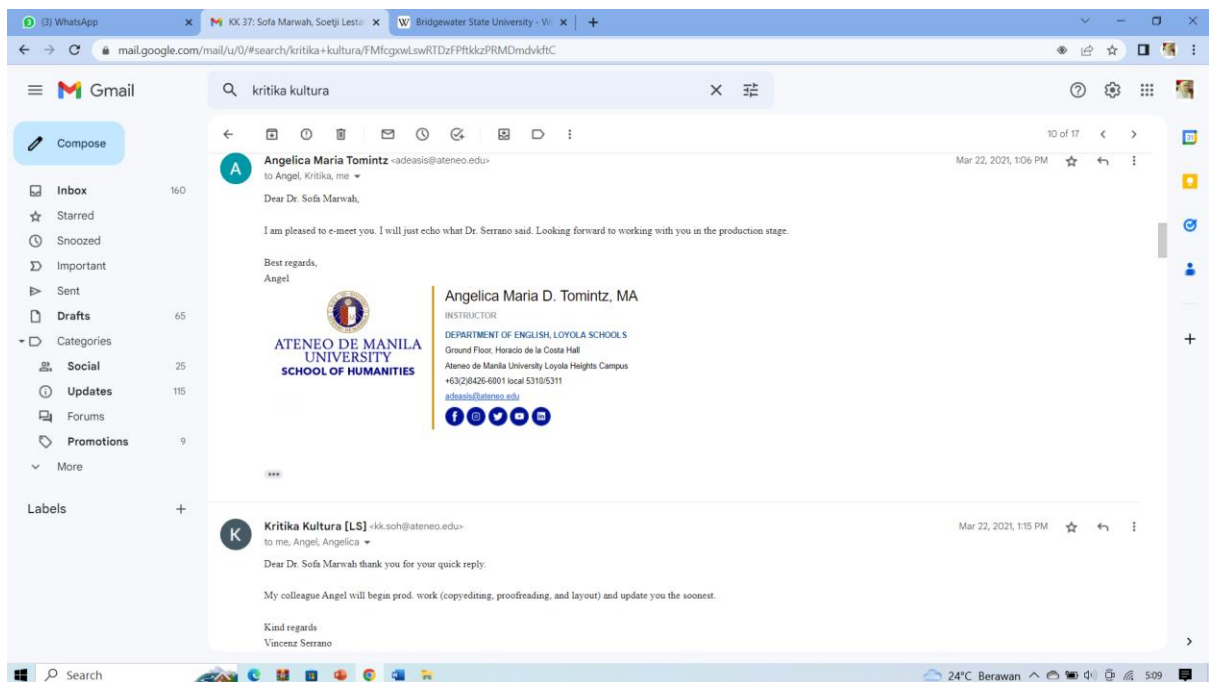 (3) WhatsApp
KK 37: Sofa Marwah, Soetji Lesta
Bridgewater State University - W
mail.google.com/mail/u/0/#search/kritika+kultura/FMfcgxwLswRTDzFPftkkzPRMDmdvkftC
Gmail
kritika kultura
Compose
10 of 17
Inbox 160
Starred
Snoozed
Important
Sent
Drafts 65
Categories
Social 25
Updates 115
Forums
Promotions 9
More
Labels
Angelica Maria Tomintz <adeasis@ateneo.edu> Mar 22, 2021, 1:06 PM
to Angel, Kritika, me
Dear Dr. Sofa Marwah,
I am pleased to e-meet you. I will just echo what Dr. Serrano said. Looking forward to working with you in the production stage.
Best regards,
Angel
ATENEO DE MANILA
UNIVERSITY
SCHOOL OF HUMANITIES
Angelica Maria D. Tomintz, MA
INSTRUCTOR
DEPARTMENT OF ENGLISH, LOYOLA SCHOOLS
Ground Floor, Horacio de la Costa Hall
Ateneo de Manila University Loyola Heights Campus
+63(2)8426-6001 local 5310/5311
adeasis@ateneo.edu
Kritika Kultura [LS] <kk.soh@ateneo.edu> Mar 22, 2021, 1:15 PM
to me, Angel, Angelica
Dear Dr. Sofa Marwah thank you for your quick reply.
My colleague Angel will begin prod. work (copyediting, proofreading, and layout) and update you the soonest.
Kind regards
Vincenz Serrano
Search
24°C Berawan
5:09